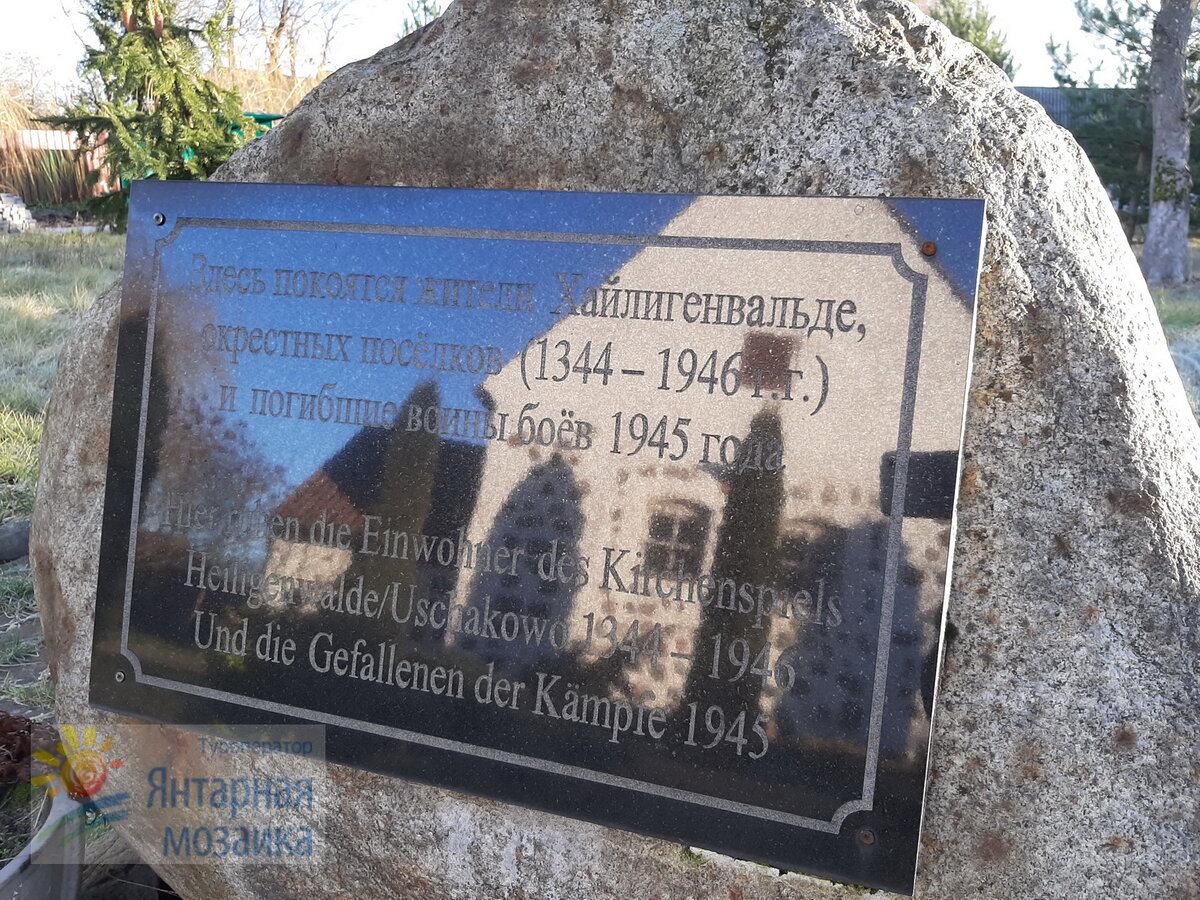 Здесь покоятся жители Хайлигенвальде,
окрестных посёлков (1344 – 1946 г.г.)
и погибшие воины боёв 1945 года
Hier ruhen die Einwohner des Kirchenspiels
Heiligenwalde/Uschakowo 1344 – 1946
Und die Gefallenen der Kämpfe 1945
Туроператор
Янтарная
мозаика